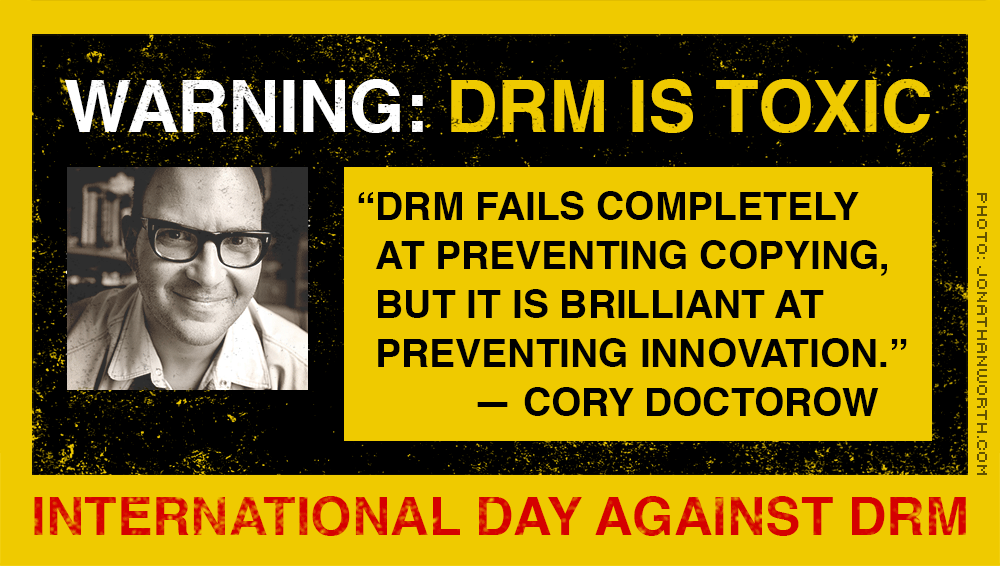 WARNING: DRM IS TOXIC
“DRM FAILS COMPLETELY
AT PREVENTING COPYING,
BUT IT IS BRILLIANT AT
PREVENTING INNOVATION.”
— CORY DOCTOROW
PHOTO: JONATHANWORTH.COM
INTERNATIONAL DAY AGAINST DRM